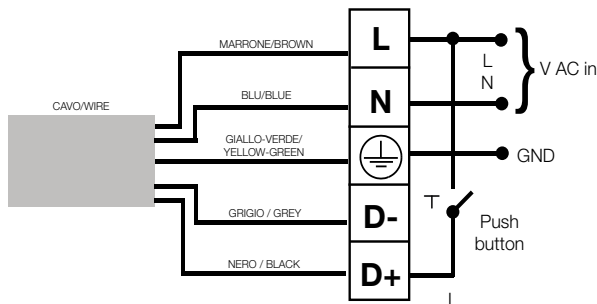 MARRONE/BROWN
L
L
N
V AC in
BLU/BLUE
N
CAVO/WIRE
GIALLO-VERDE/
YELLOW-GREEN
GND
GRIGIO / GREY
D-
Push
button
NERO / BLACK
D+